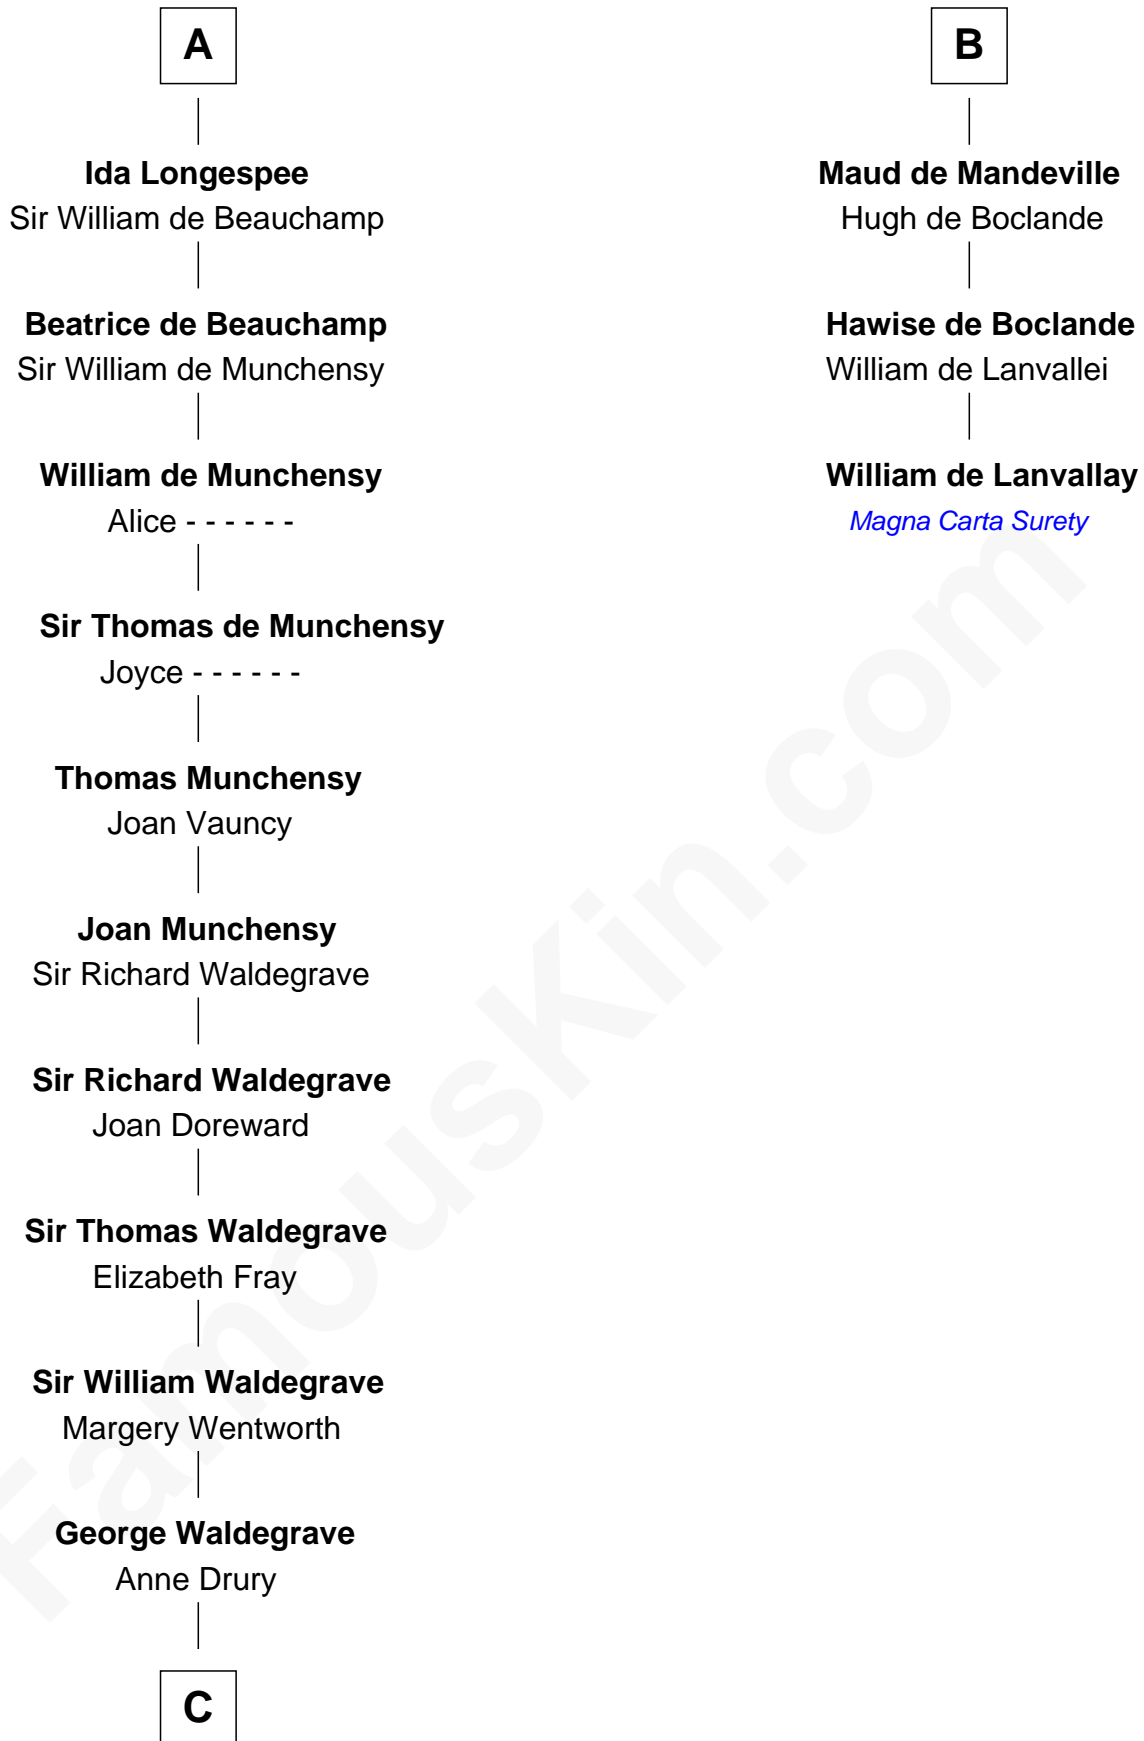 A
Ida Longespee
Sir William de Beauchamp
Beatrice de Beauchamp
Sir William de Munchensy
William de Munchensy
Alice - - - - - -
Sir Thomas de Munchensy
Joyce - - - - - -
Thomas Munchensy
Joan Vauncy
Joan Munchensy
Sir Richard Waldegrave
Sir Richard Waldegrave
Joan Doreward
Sir Thomas Waldegrave
Elizabeth Fray
Sir William Waldegrave
Margery Wentworth
George Waldegrave
Anne Drury
C
B
Maud de Mandeville
Hugh de Boclande
Hawise de Boclande
William de Lanvallei
William de Lanvallay
Magna Carta Surety
FamousKin.com